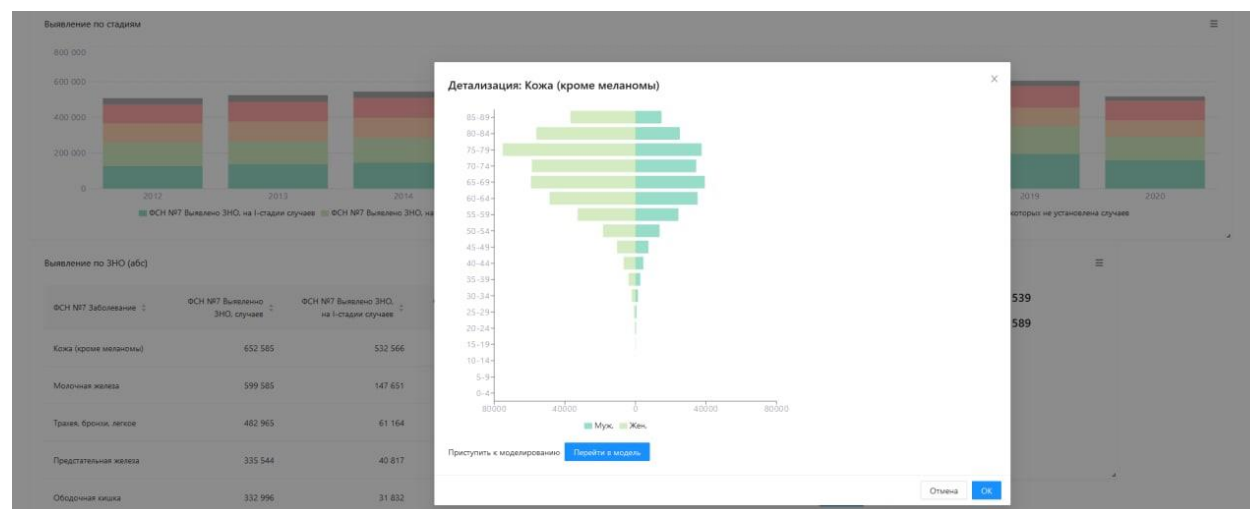 Выявление по стадиям
800 000
600 000
400 000
200 000
0
2012
2013
2014
2019
2020
ФСН №7 Выявлено ЗНО, на I-стадии случаев
ФСН №7 Выявлено ЗНО, на
которых не установлена случаев
Выявление по ЗНО (абс)
ФСН №7 Заболевание
ФСН №7 Выявленно ЗНО, случаев
ФСН №7 Выявлено ЗНО, на I-стадии случаев
Кожа (кроме меланомы) 652 585 532 566
Молочная железа 599 585 147 651
Трахея, бронхи, легкое 482 965 61 164
Предстательная железа 335 544 40 817
Ободочная кишка 332 996 31 832
539
589
Детализация: Кожа (кроме меланомы)
85-89
80-84
75-79
70-74
65-69
60-64
55-59
50-54
45-49
40-44
35-39
30-34
25-29
20-24
15-19
10-14
5-9
0-4
80000 40000 0 40000 80000
Муж. Жен.
Приступить к моделированию Перейти в модель
Отмена OK